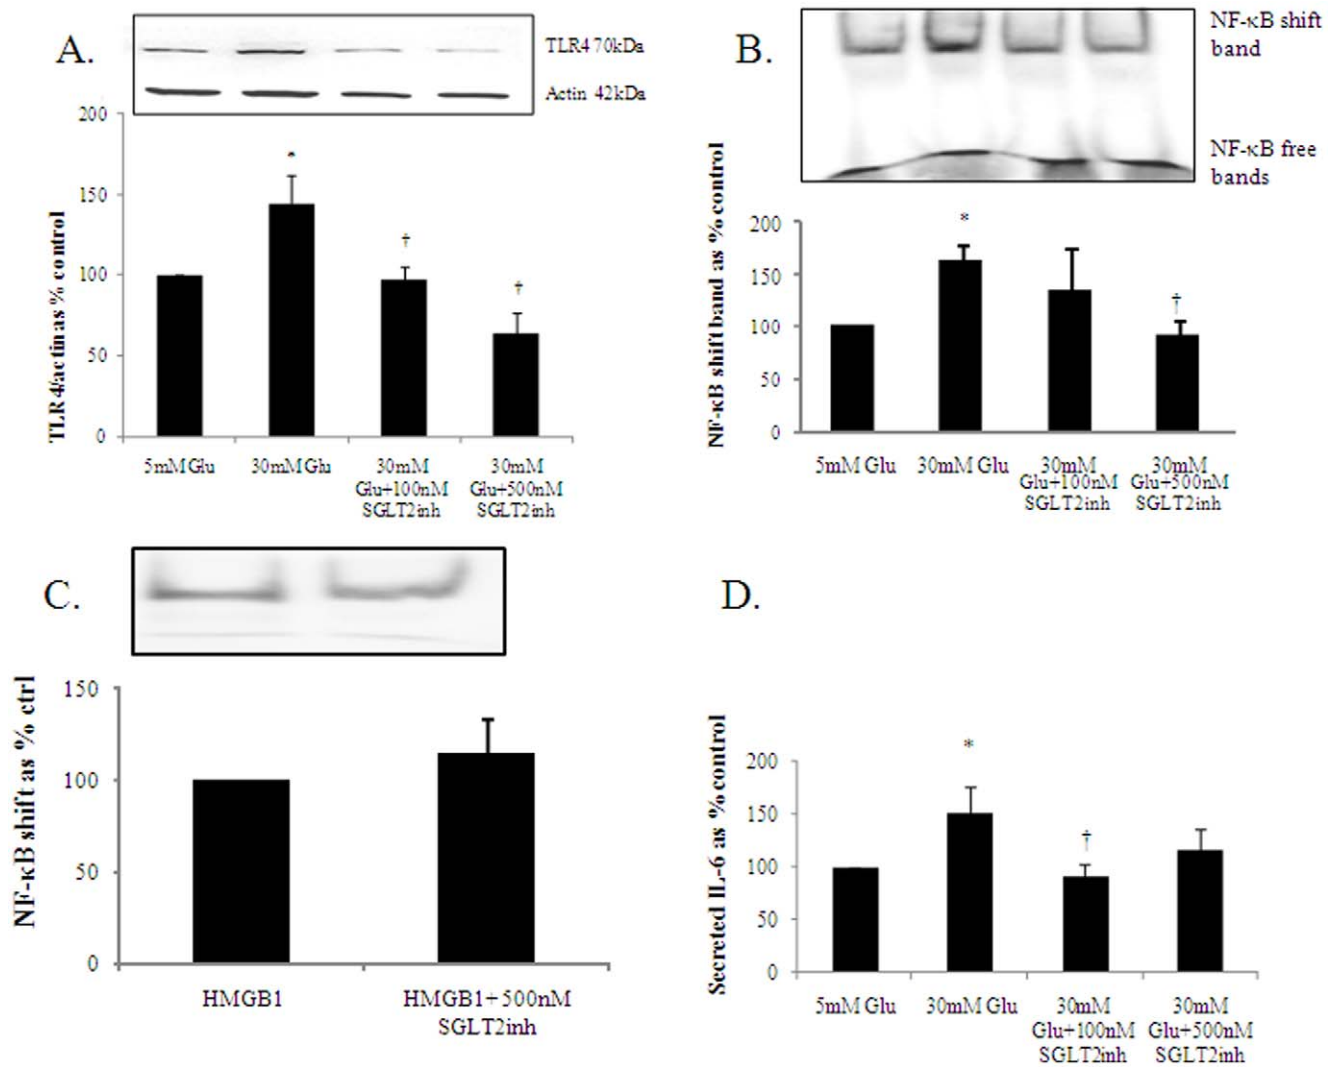 A.
TLR4 70kDa
Actin 42kDa
TLR4/actin as % control
200
*
150
†
100
†
50
0
5mM Glu
30mM Glu
30mM
Glu+100nM
SGLT2inh
30mM
Glu+500nM
SGLT2inh
B.
NF-κB shift
band
NF-κB free
bands
NF-κB shift band as % control
200
*
150
†
100
50
0
5mM Glu
30mM Glu
30mM
Glu+100nM
SGLT2inh
30mM
Glu+500nM
SGLT2inh
C.
NF-κB shift as % ctrl
150
100
50
0
HMGB1
HMGB1+500nM
SGLT2inh
D.
Secreted IL-6 as % control
*
200
150
†
100
50
0
5mM Glu
30mM Glu
30mM
Glu+100nM
SGLT2inh
30mM
Glu+500nM
SGLT2inh